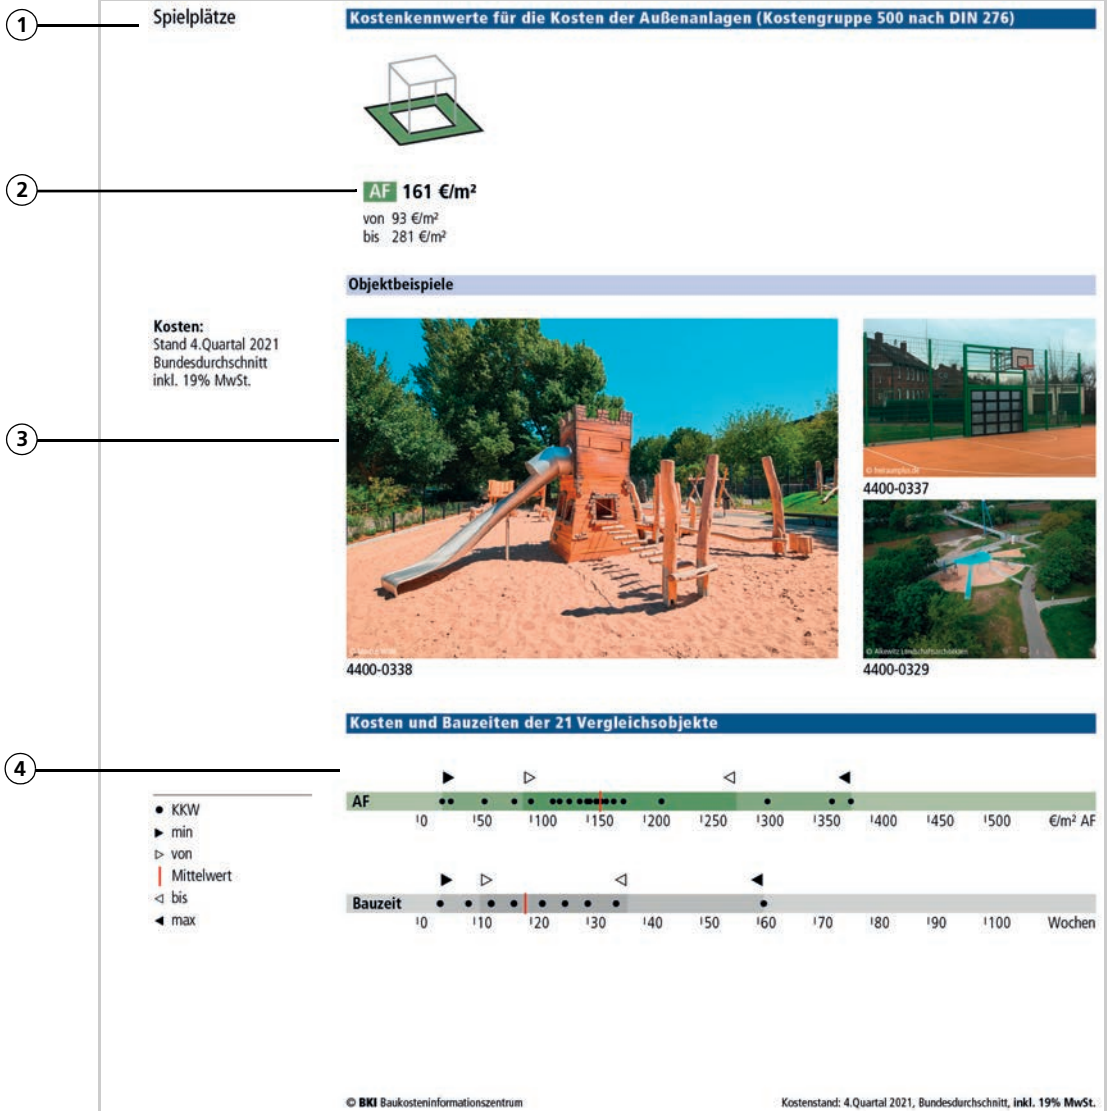 1
Spielplätze
Kostenkennwerte für die Kosten der Außenanlagen (Kostengruppe 500 nach DIN 276)
2
AF 161 €/m²
von 93 €/m²
bis 281 €/m²
Objektbeispiele
Kosten:
Stand 4.Quartal 2021
Bundesdurchschnitt
inkl. 19% MwSt.
3
© freiraumplus.de
4400-0337
© Alkewitz Landschaftsarchitekten
4400-0338
4400-0329
Kosten und Bauzeiten der 21 Vergleichsobjekte
4
KKW
min
von
Mittelwert
bis
max
AF
0 50 100 150 200 250 300 350 400 450 500 €/m² AF
Bauzeit
0 10 20 30 40 50 60 70 80 90 100 Wochen
© BKI Baukosteninformationszentrum
Kostenstand: 4.Quartal 2021, Bundesdurchschnitt, inkl. 19% MwSt.